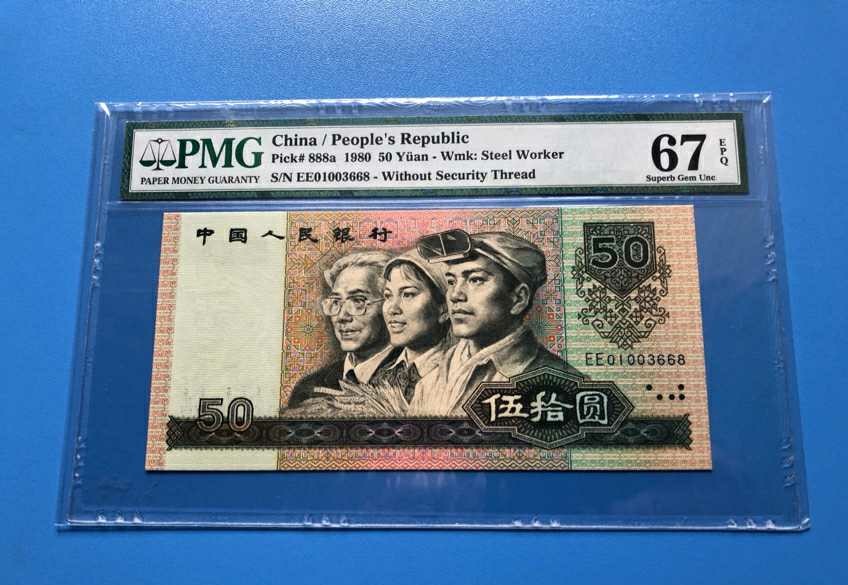 PMG
PAPER MONEY GUARANTY
China / People's Republic
Pick# 888a 1980 50 Yüan - Wmk: Steel Worker
S/N EE01003668 - Without Security Thread
67
EPQ
Superb Gem Unc
中国人民银行
50
EE01003668
50
伍拾圆